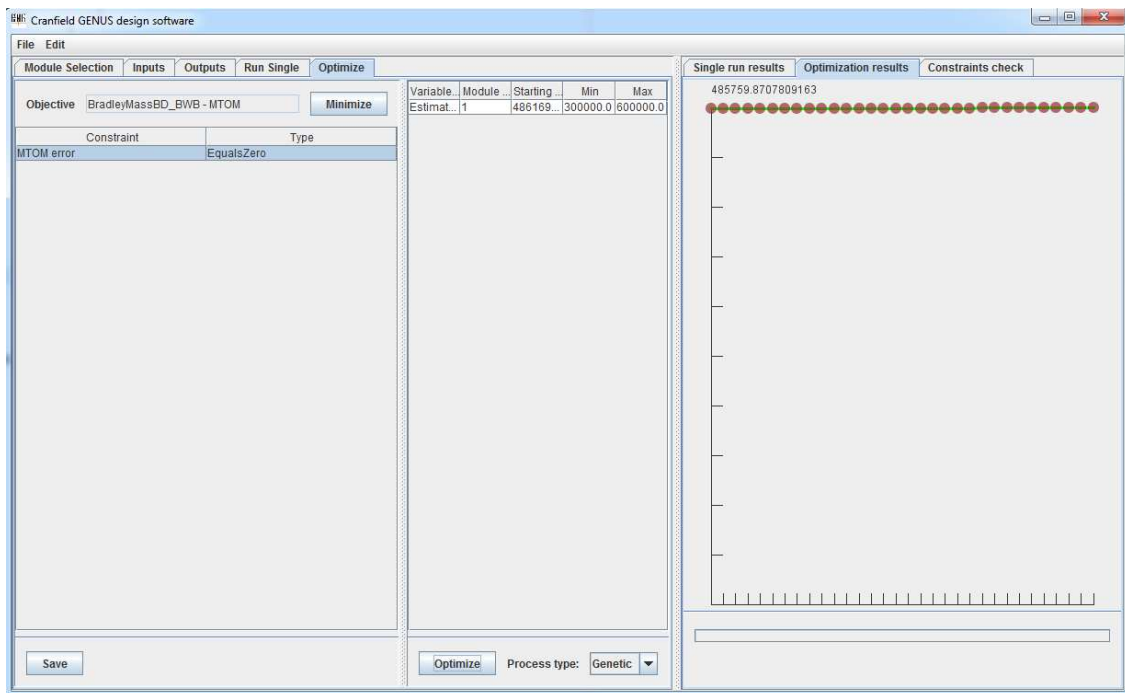 Cranfield GENUS design software
File Edit
Module Selection Inputs Outputs Run Single Optimize
Single run results Optimization results Constraints check
Objective BradleyMassBD_BWB - MTOM Minimize
Variable... Module ... Starting ... Min Max
Estimat... 1 486169... 300000.0 600000.0
Constraint Type
MTOM error EqualsZero
485759.8707809163
Save
Optimize Process type: Genetic